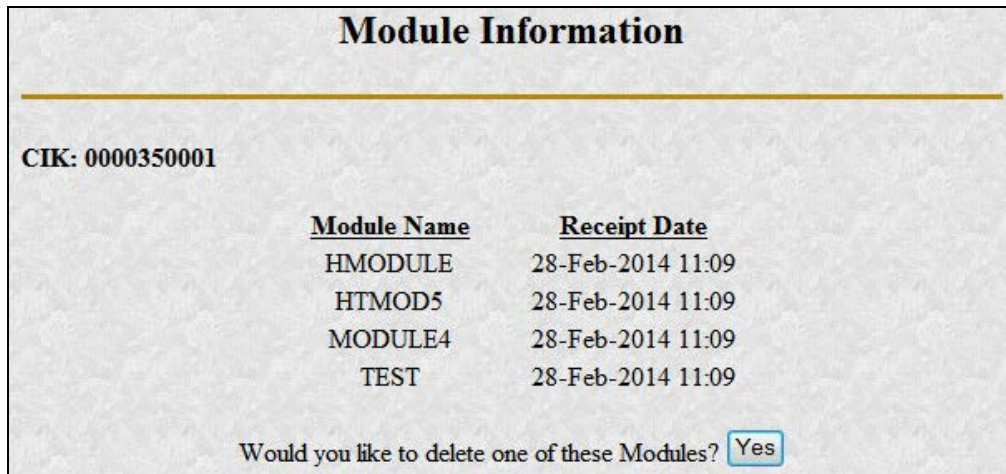 Module Information
CIK: 0000350001
Module Name Receipt Date
HMODULE 28-Feb-2014 11:09
HTMOD5 28-Feb-2014 11:09
MODULE4 28-Feb-2014 11:09
TEST 28-Feb-2014 11:09
Would you like to delete one of these Modules? Yes